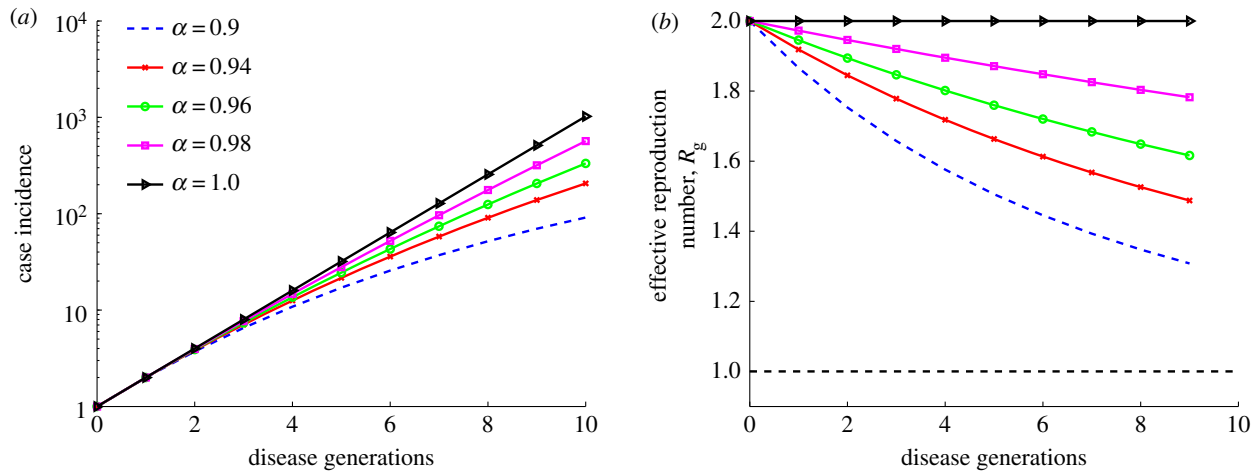 (a)
10^4
10^3
10^2
10
1
case incidence
α = 0.9
α = 0.94
α = 0.96
α = 0.98
α = 1.0
0 2 4 6 8 10
disease generations
(b)
2.0
1.8
1.6
1.4
1.2
1.0
effective reproduction
number, R_g
0 2 4 6 8 10
disease generations